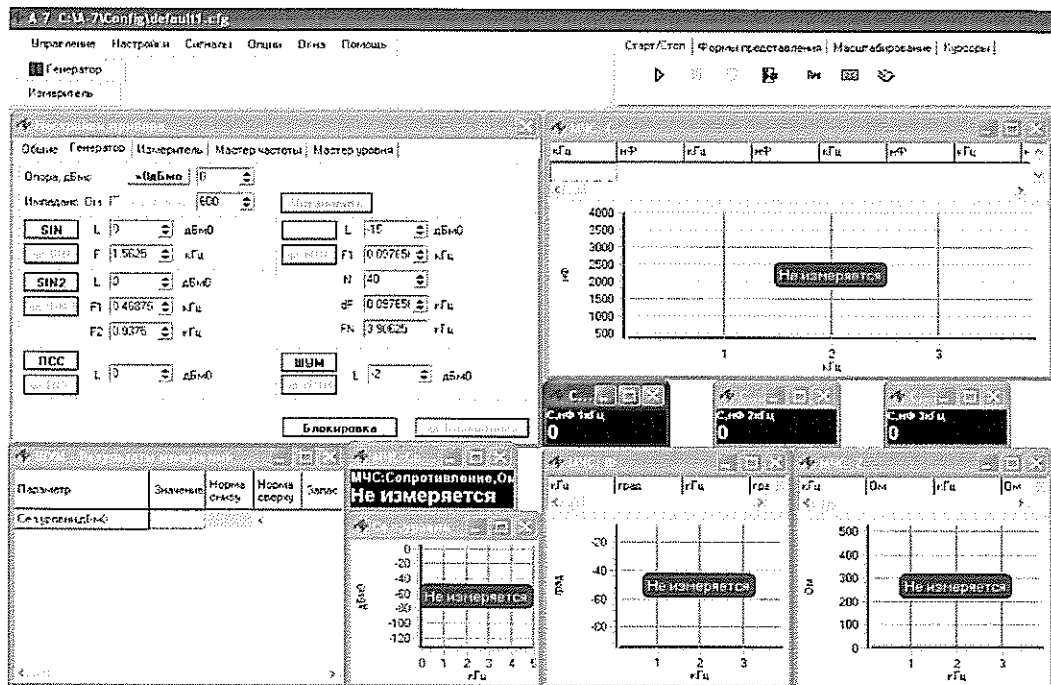 А-7 C:\А-7\Config\default1.cfg
Управление Настройки Сигналы Опции Окна Помощь
Старт/Стоп Формы представления Масштабирование Курсоры
Генератор
Измеритель
Общие Генератор Измеритель Мастер частоты Мастер уровня
Опора, дБмо =0дБмо 0
Импеданс Ом 600
SIN L 0 дБм0
L -15 дБм0
F 1.5625 кГц
F1 0.09765 кГц
SIN2 L 0 дБм0
N 40
F1 0.46875 кГц
dF 0.09765 кГц
F2 0.9375 кГц
FN 3.90625 кГц
ПСС L 0 дБм0
ШУМ L -2 дБм0
Блокировка
кГц нФ кГц нФ кГц нФ кГц
4000
3500
3000
2500
2000
1500
1000
500
нФ
Не измеряется
1 2 3
кГц
С,нФ 1кГц
0
С,нФ 2кГц
0
С,нФ 3кГц
0
Параметр Значение Норма снизу Норма сверху Запас
<
МЧС:Сопротивление,Ом
Не измеряется
0
-20
-40
-60
-80
-100
-120
дБм0
Не измеряется
0 1 2 3 4 5
кГц
кГц град кГц гра
-20
-40
-60
-80
град
Не измеряется
1 2 3
кГц
кГц Ом кГц Ом
500
400
300
200
100
0
Ом
Не измеряется
1 2 3
кГц